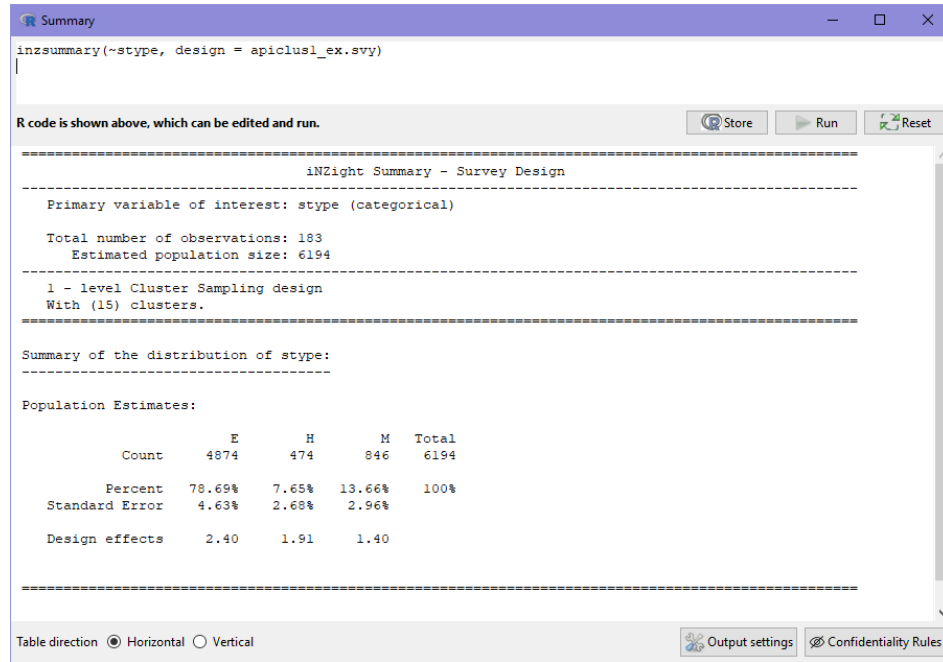 Summary
inzsummary(~stype, design = apiclus1_ex.svy)
R code is shown above, which can be edited and run.
Store
Run
Reset
====================================================================================================
iNZight Summary - Survey Design
----------------------------------------------------------------------------------------------------
Primary variable of interest: stype (categorical)
Total number of observations: 183
Estimated population size: 6194
----------------------------------------------------------------------------------------------------
1 - level Cluster Sampling design
With (15) clusters.
====================================================================================================
Summary of the distribution of stype:
-------------------------------------
Population Estimates:
E H M Total
Count 4874 474 846 6194
Percent 78.69% 7.65% 13.66% 100%
Standard Error 4.63% 2.68% 2.96%
Design effects 2.40 1.91 1.40
====================================================================================================
Table direction Horizontal Vertical
Output settings
Confidentiality Rules